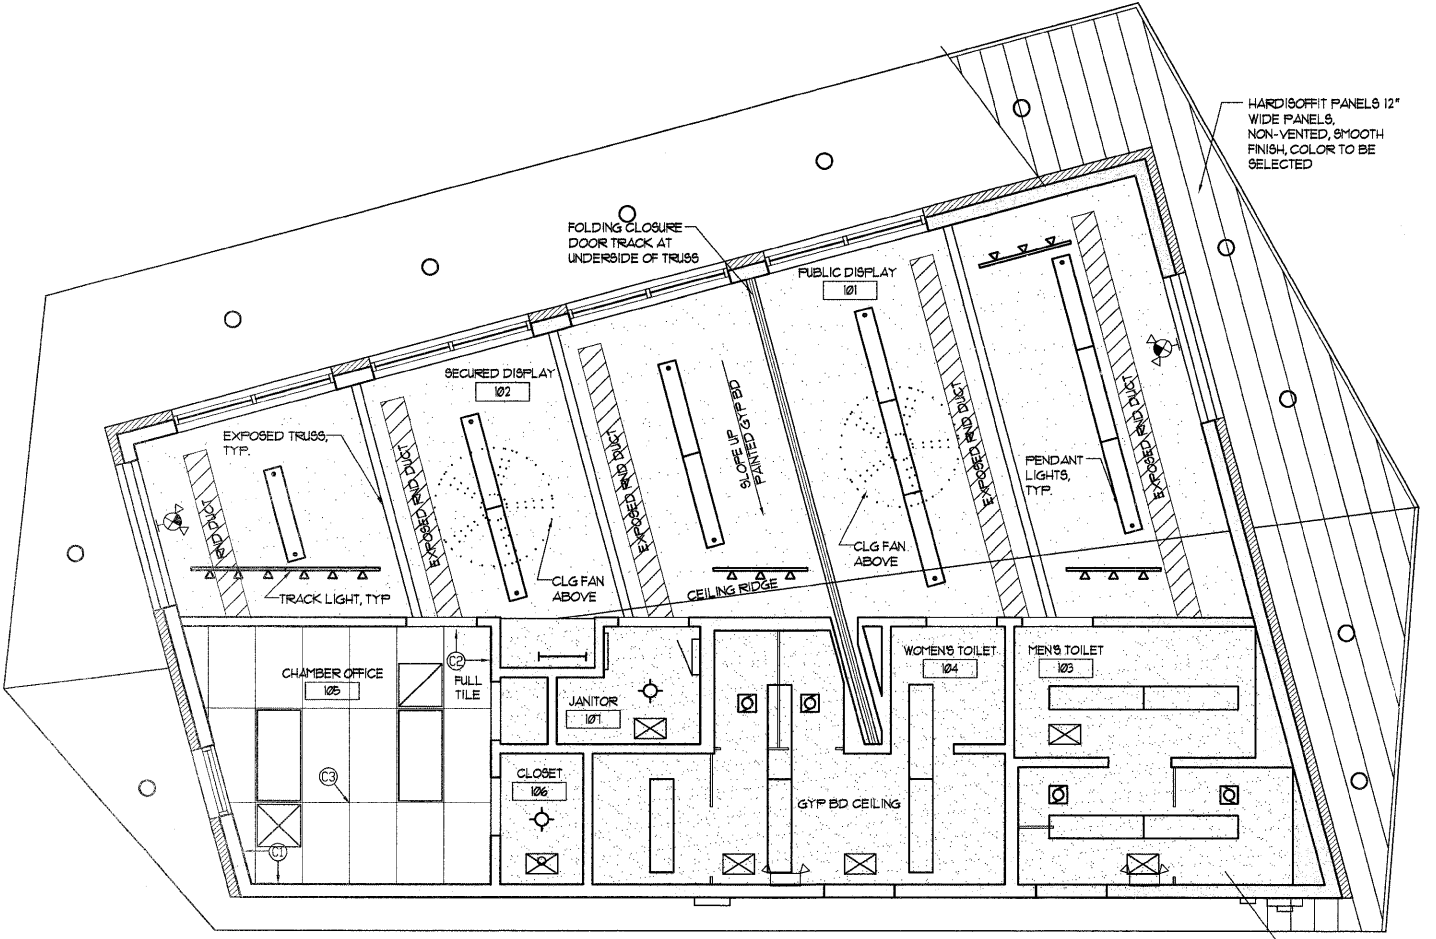 HARDISOFFIT PANELS 12"
WIDE PANELS,
NON-VENTED, SMOOTH
FINISH, COLOR TO BE
SELECTED
FOLDING CLOSURE
DOOR TRACK AT
UNDERSIDE OF TRUSS
PUBLIC DISPLAY
101
SECURED DISPLAY
102
EXPOSED TRUSS,
TYP.
RND DUCT
EXPOSED RND DUCT
EXPOSED RND DUCT
SLOPE UP
PAINTED GYP BD
EXPOSED RND DUCT
EXPOSED RND DUCT
PENDANT
LIGHTS,
TYP.
CLG FAN
ABOVE
CLG FAN
ABOVE
TRACK LIGHT, TYP
CEILING RIDGE
CHAMBER OFFICE
105
C2
FULL
TILE
JANITOR
107
WOMEN'S TOILET
104
MEN'S TOILET
103
C3
CLOSET
106
GYP BD CEILING
C1